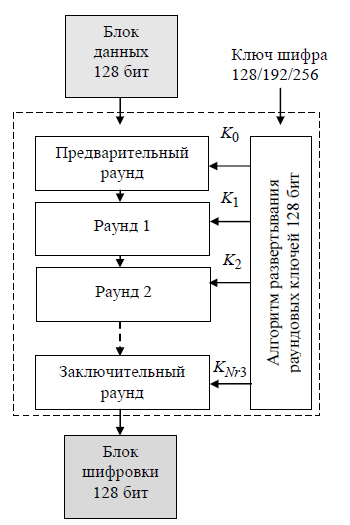 Блок
данных
128 бит
Ключ шифра
128/192/256
K0
Предварительный
раунд
K1
Раунд 1
K2
Раунд 2
Алгоритм развертывания
раундовых ключей 128 бит
KNr3
Заключительный
раунд
Блок
шифровки
128 бит